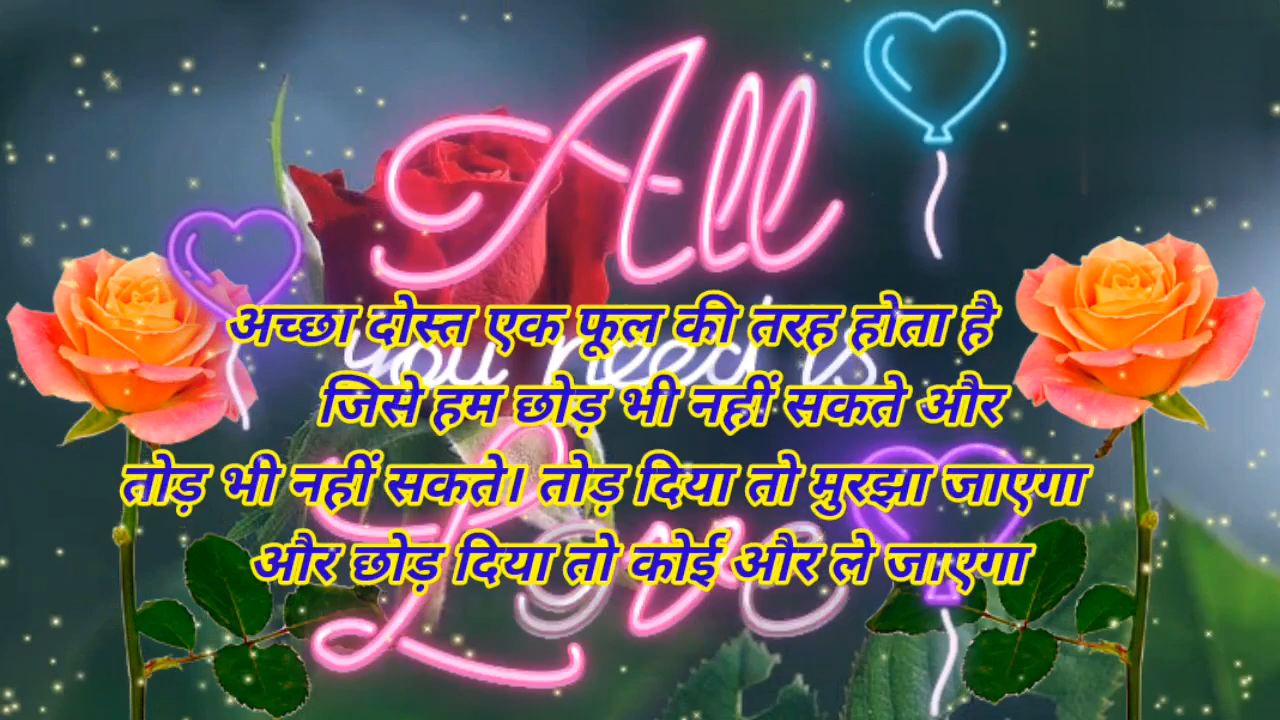 All
अच्छा दोस्त एक फूल की तरह होता है
you need is
जिसे हम छोड़ भी नहीं सकते और
तोड़ भी नहीं सकते। तोड़ दिया तो मुरझा जाएगा
Love
और छोड़ दिया तो कोई और ले जाएगा